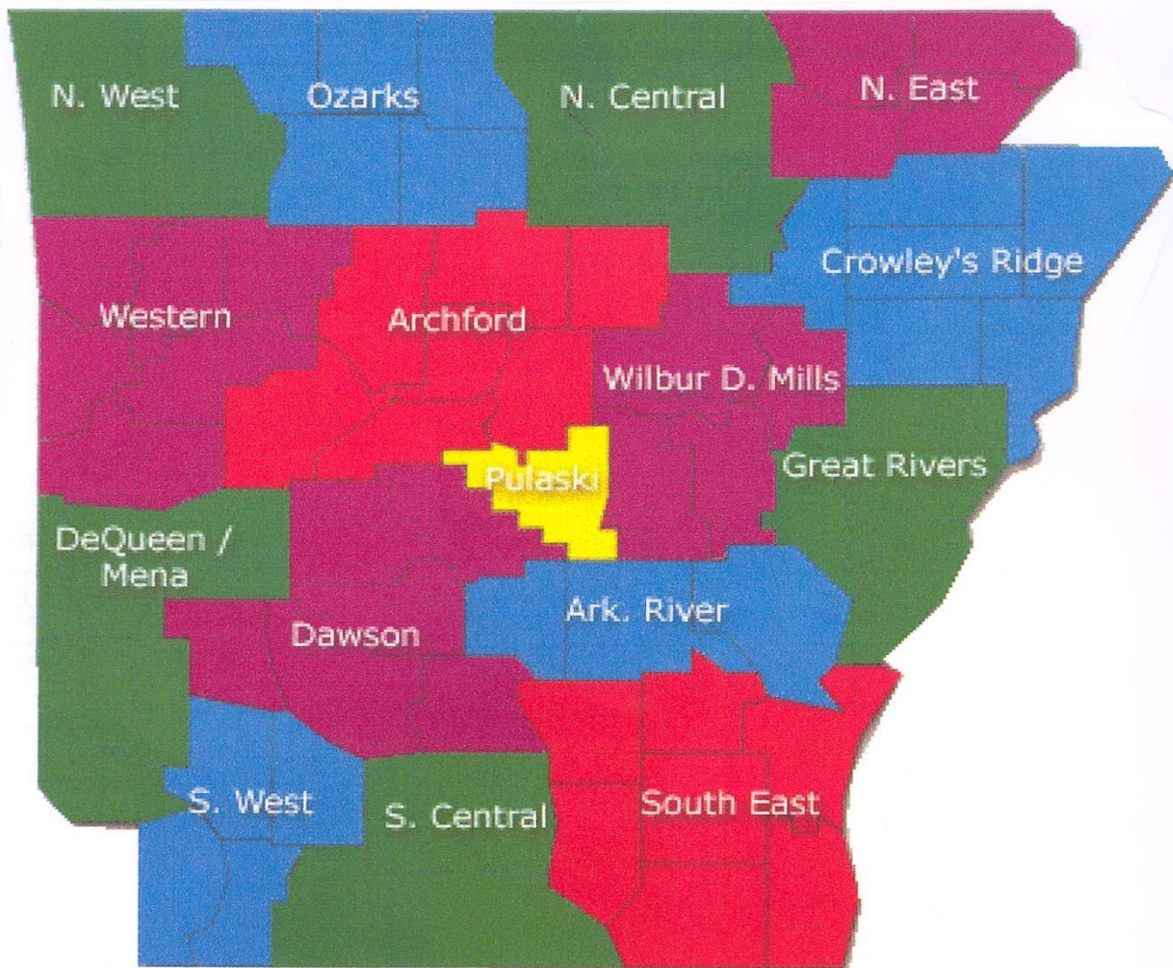 N. West
Ozarks
N. Central
N. East
Crowley's Ridge
Western
Archford
Wilbur D. Mills
Great Rivers
Pulaski
DeQueen /
Mena
Ark. River
Dawson
S. West
S. Central
South East